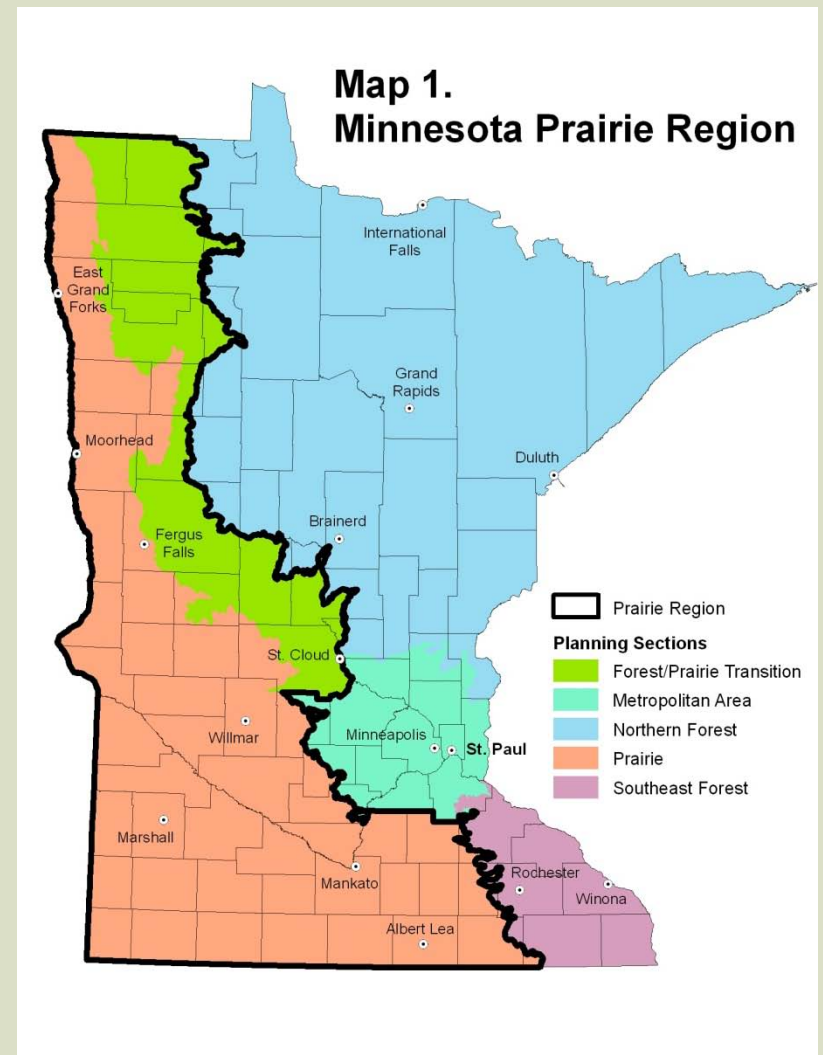 Map 1.
Minnesota Prairie Region
International
Falls
East
Grand
Forks
Grand
Rapids
Moorhead
Duluth
Brainerd
Fergus
Falls
Prairie Region
Planning Sections
Forest/Prairie Transition
Metropolitan Area
Northern Forest
Prairie
Southeast Forest
St. Cloud
Willmar
Minneapolis
St. Paul
Marshall
Mankato
Rochester
Winona
Albert Lea